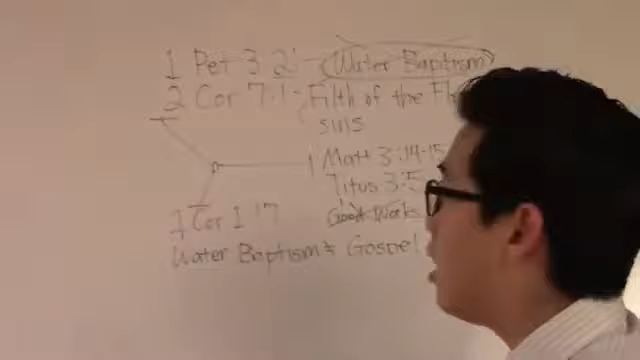 1 Pet 3 21 - Water Baptism
2 Cor 7:1 - Filth of the
sins
Matt 3:14-15
Titus 3:5
Good Works
1 Cor 1:17
Water Baptism ≠ Gospel